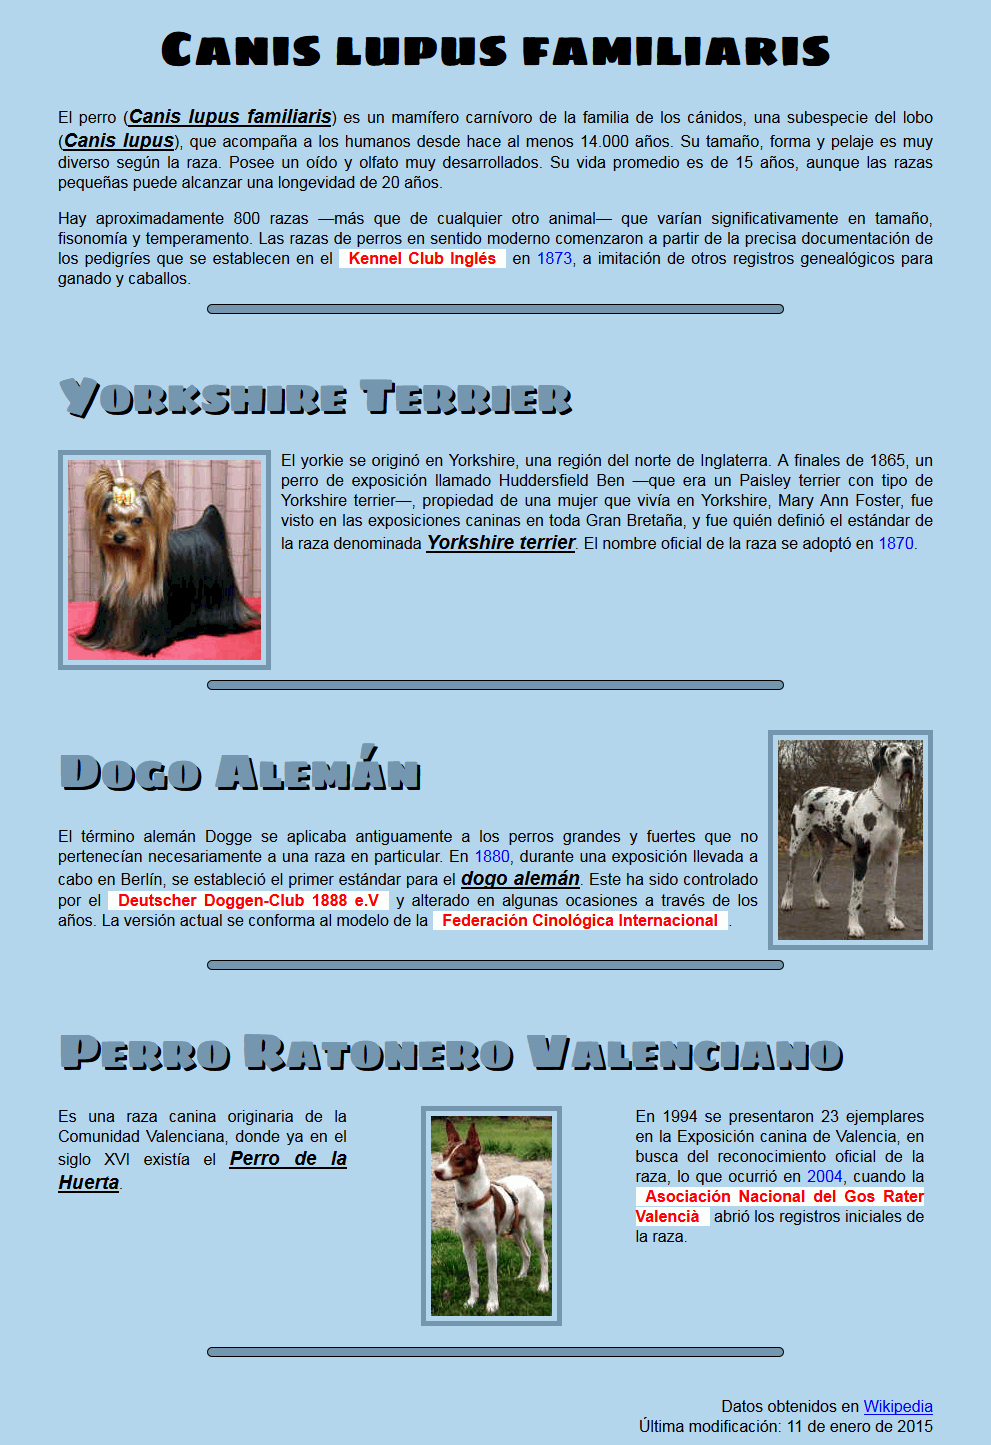 Canis lupus familiaris
El perro (Canis lupus familiaris) es un mamífero carnívoro de la familia de los cánidos, una subespecie del lobo
(Canis lupus), que acompaña a los humanos desde hace al menos 14.000 años. Su tamaño, forma y pelaje es muy
diverso según la raza. Posee un oído y olfato muy desarrollados. Su vida promedio es de 15 años, aunque las razas
pequeñas puede alcanzar una longevidad de 20 años.
Hay aproximadamente 800 razas —más que de cualquier otro animal— que varían significativamente en tamaño,
fisonomía y temperamento. Las razas de perros en sentido moderno comenzaron a partir de la precisa documentación de
los pedigríes que se establecen en el Kennel Club Inglés en 1873, a imitación de otros registros genealógicos para
ganado y caballos.
Yorkshire Terrier
El yorkie se originó en Yorkshire, una región del norte de Inglaterra. A finales de 1865, un
perro de exposición llamado Huddersfield Ben —que era un Paisley terrier con tipo de
Yorkshire terrier—, propiedad de una mujer que vivía en Yorkshire, Mary Ann Foster, fue
visto en las exposiciones caninas en toda Gran Bretaña, y fue quién definió el estándar de
la raza denominada Yorkshire terrier. El nombre oficial de la raza se adoptó en 1870.
Dogo Alemán
El término alemán Dogge se aplicaba antiguamente a los perros grandes y fuertes que no
pertenecían necesariamente a una raza en particular. En 1880, durante una exposición llevada a
cabo en Berlín, se estableció el primer estándar para el dogo alemán. Este ha sido controlado
por el Deutscher Doggen-Club 1888 e.V y alterado en algunas ocasiones a través de los
años. La versión actual se conforma al modelo de la Federación Cinológica Internacional .
Perro Ratonero Valenciano
Es una raza canina originaria de la
Comunidad Valenciana, donde ya en el
siglo XVI existía el Perro de la
Huerta.
En 1994 se presentaron 23 ejemplares
en la Exposición canina de Valencia, en
busca del reconocimiento oficial de la
raza, lo que ocurrió en 2004, cuando la
Asociación Nacional del Gos Rater
Valencià abrió los registros iniciales de
la raza.
Datos obtenidos en Wikipedia
Última modificación: 11 de enero de 2015